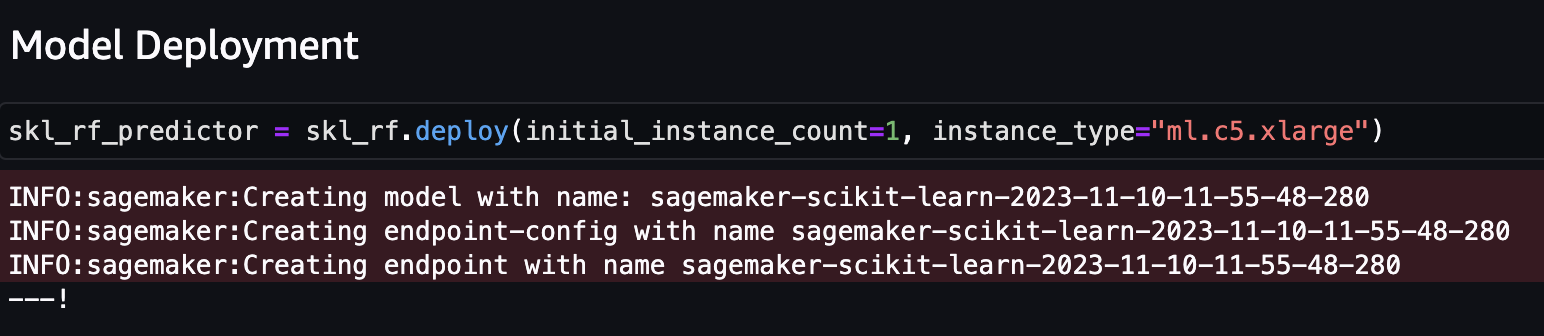 Model Deployment
skl_rf_predictor = skl_rf.deploy(initial_instance_count=1, instance_type="ml.c5.xlarge")
INFO:sagemaker:Creating model with name: sagemaker-scikit-learn-2023-11-10-11-55-48-280
INFO:sagemaker:Creating endpoint-config with name sagemaker-scikit-learn-2023-11-10-11-55-48-280
INFO:sagemaker:Creating endpoint with name sagemaker-scikit-learn-2023-11-10-11-55-48-280
---!